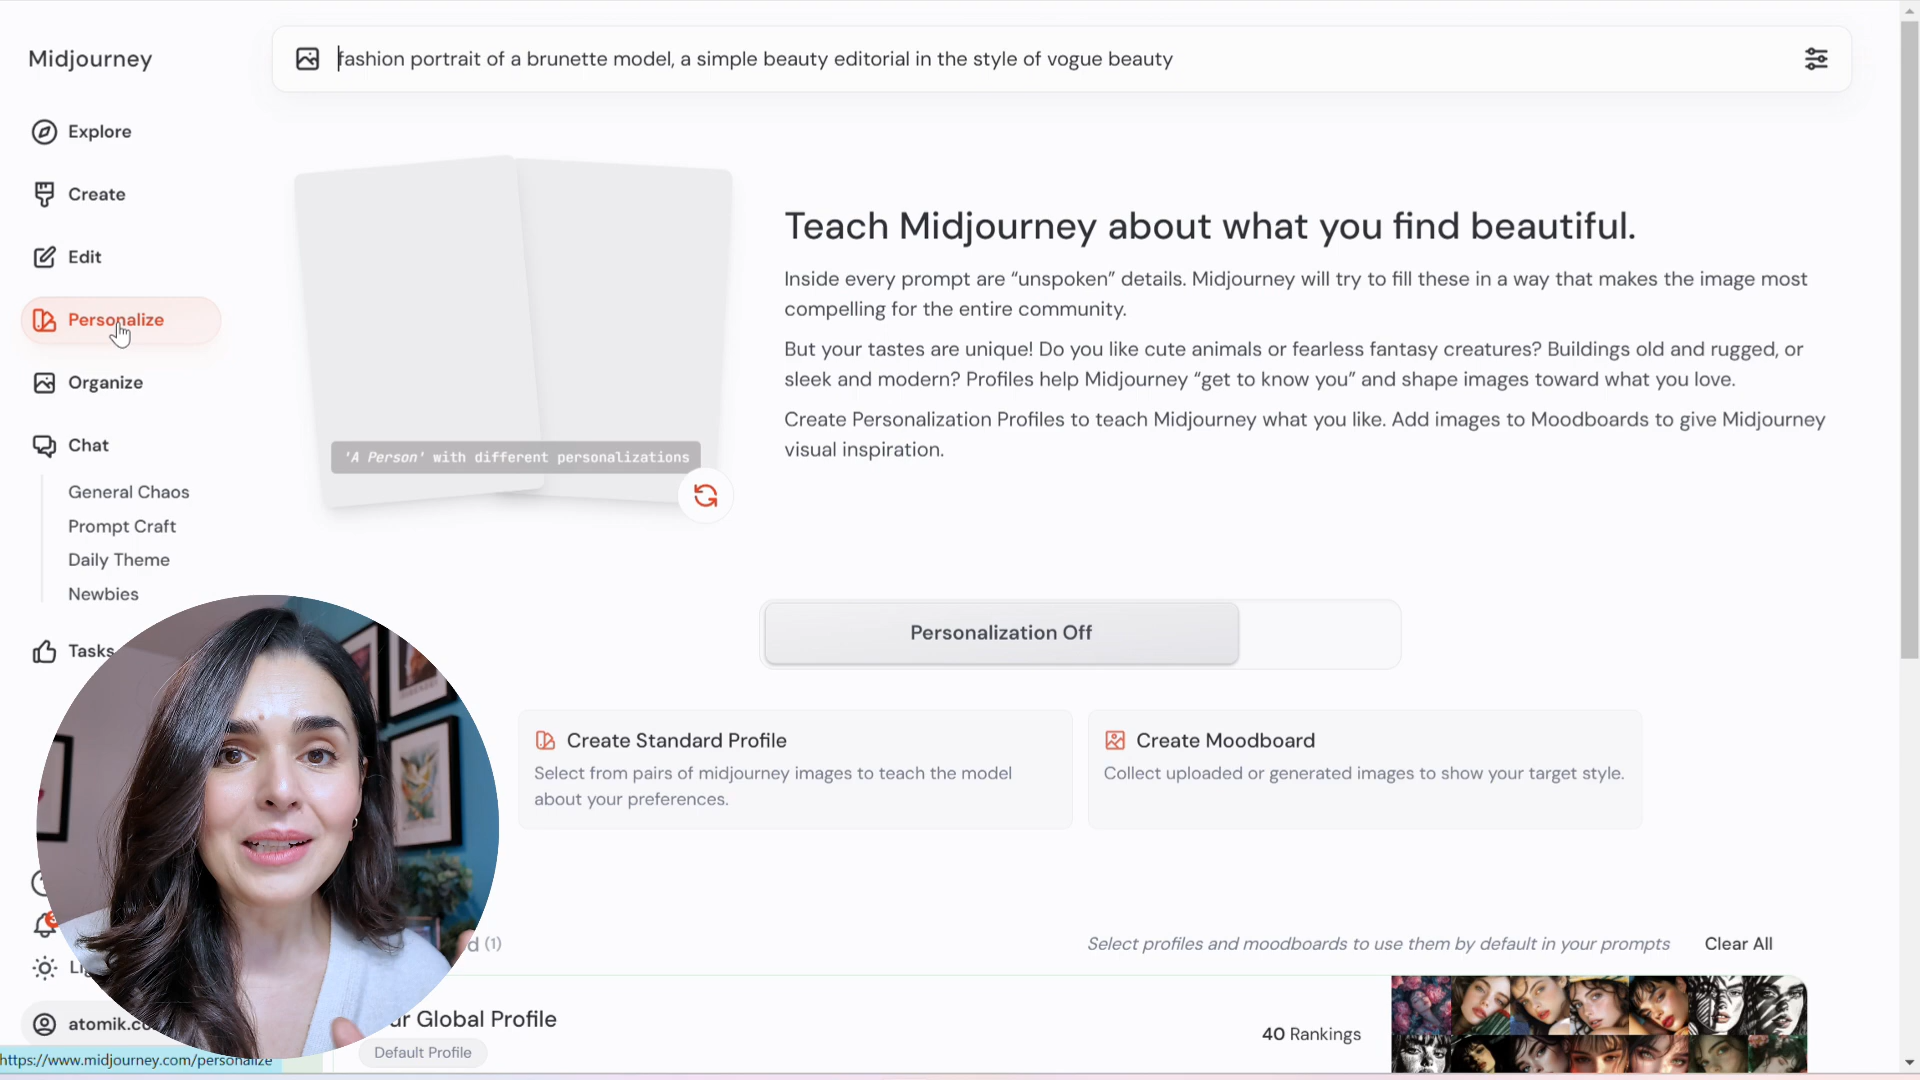 Midjourney
fashion portrait of a brunette model, a simple beauty editorial in the style of vogue beauty
Explore
Create
Edit
Personalize
Organize
Chat
General Chaos
Prompt Craft
Daily Theme
Newbies
Tasks
'A Person' with different personalizations
Teach Midjourney about what you find beautiful.
Inside every prompt are “unspoken” details. Midjourney will try to fill these in a way that makes the image most
compelling for the entire community.
But your tastes are unique! Do you like cute animals or fearless fantasy creatures? Buildings old and rugged, or
sleek and modern? Profiles help Midjourney “get to know you” and shape images toward what you love.
Create Personalization Profiles to teach Midjourney what you like. Add images to Moodboards to give Midjourney
visual inspiration.
Personalization Off
Create Standard Profile
Select from pairs of midjourney images to teach the model
about your preferences.
Create Moodboard
Collect uploaded or generated images to show your target style.
(1)
Select profiles and moodboards to use them by default in your prompts
Clear All
Global Profile
Default Profile
40 Rankings
atomik.co
https://www.midjourney.com/personalize